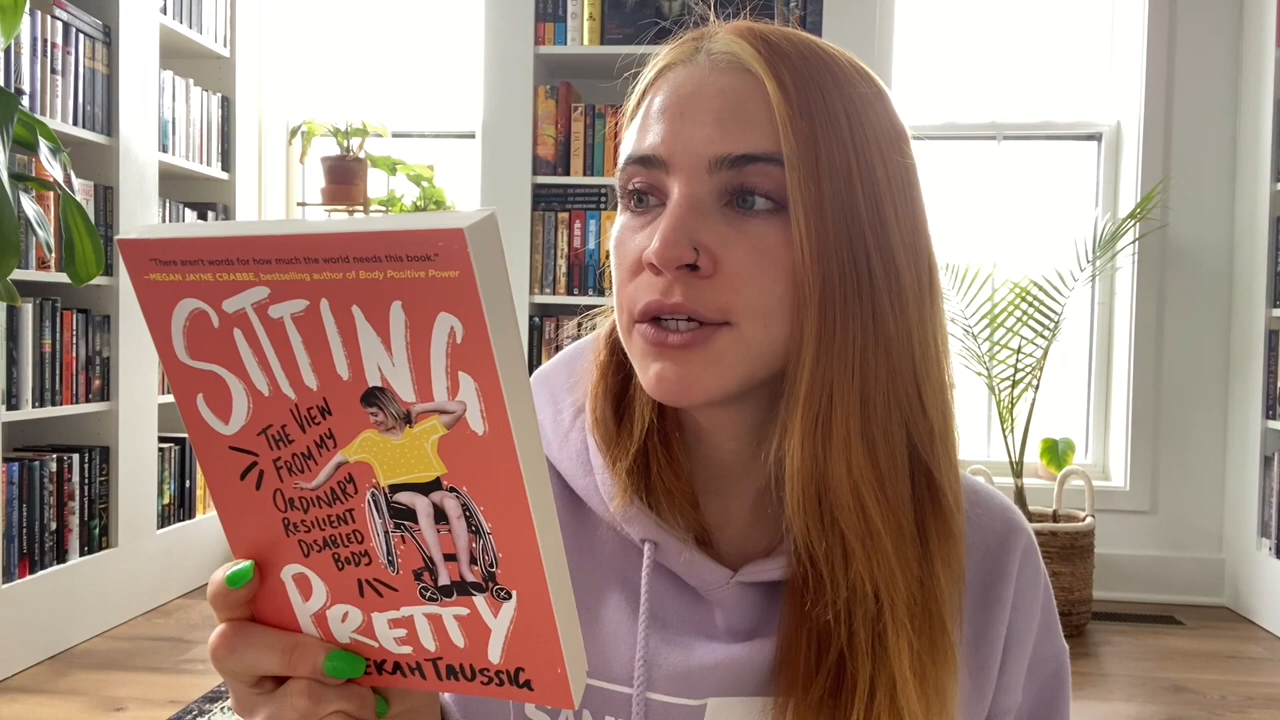 "There aren't words for how much the world needs this book."
—MEGAN JAYNE CRABBE, bestselling author of Body Positive Power
SITTING
THE VIEW
FROM MY
ORDINARY
RESILIENT
DISABLED
BODY
PRETTY
EKAH TAUSSIG
DUNE